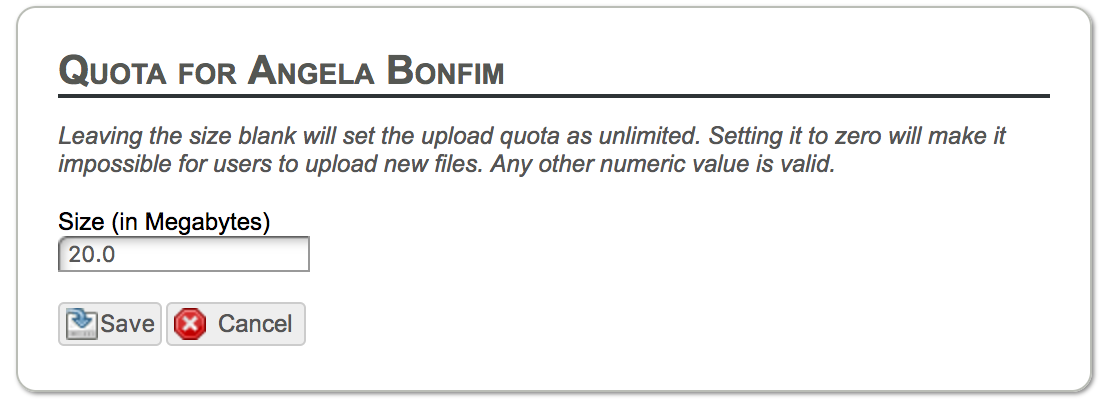 Quota for Angela Bonfim
Leaving the size blank will set the upload quota as unlimited. Setting it to zero will make it
impossible for users to upload new files. Any other numeric value is valid.
Size (in Megabytes)
20.0
Save Cancel